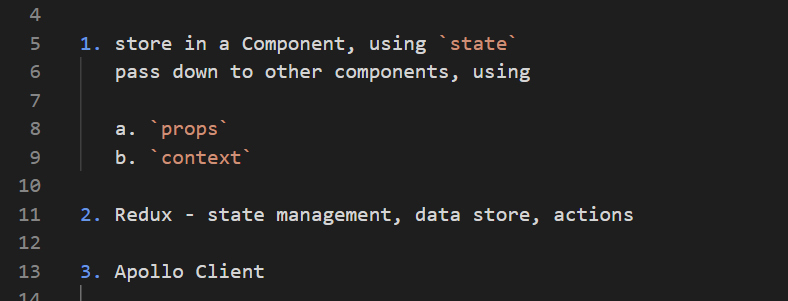 4
5 1. store in a Component, using `state`
6 pass down to other components, using
7
8 a. `props`
9 b. `context`
10
11 2. Redux - state management, data store, actions
12
13 3. Apollo Client
14